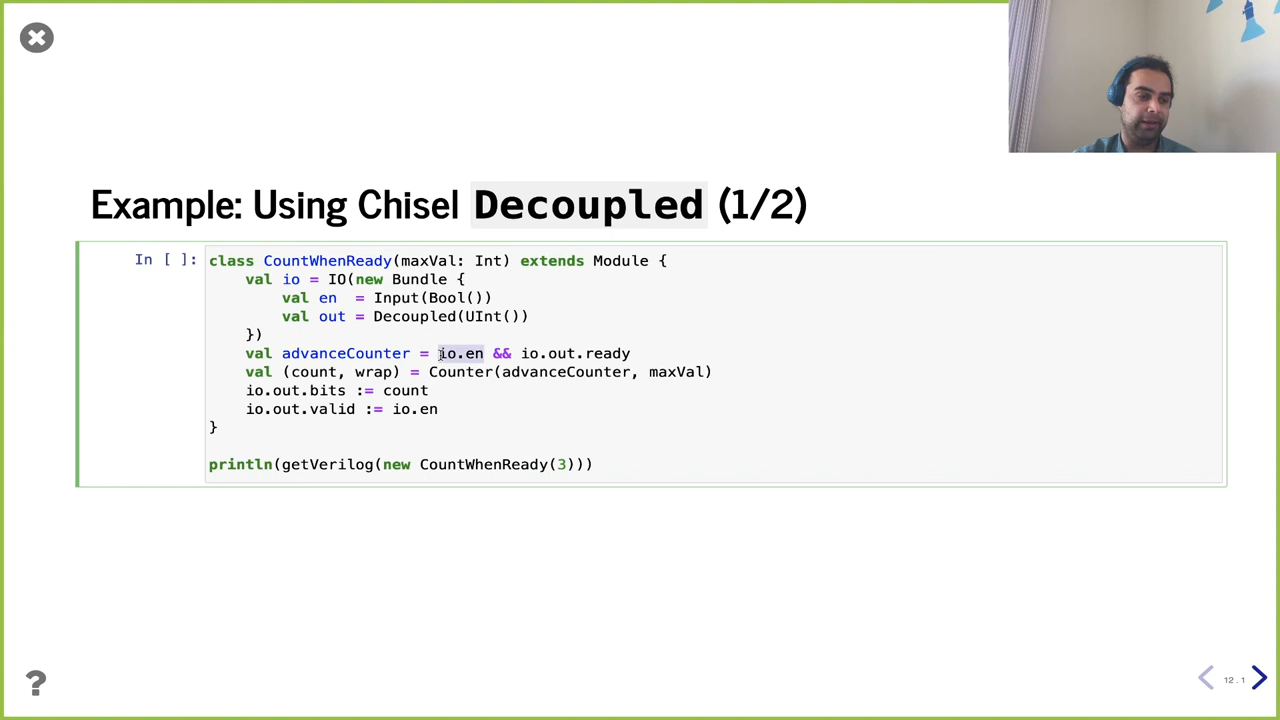 Example: Using Chisel Decoupled (1/2)
In [ ]:
class CountWhenReady(maxVal: Int) extends Module {
    val io = IO(new Bundle {
        val en  = Input(Bool())
        val out = Decoupled(UInt())
    })
    val advanceCounter = io.en && io.out.ready
    val (count, wrap) = Counter(advanceCounter, maxVal)
    io.out.bits := count
    io.out.valid := io.en
}
println(getVerilog(new CountWhenReady(3)))
?
12.1